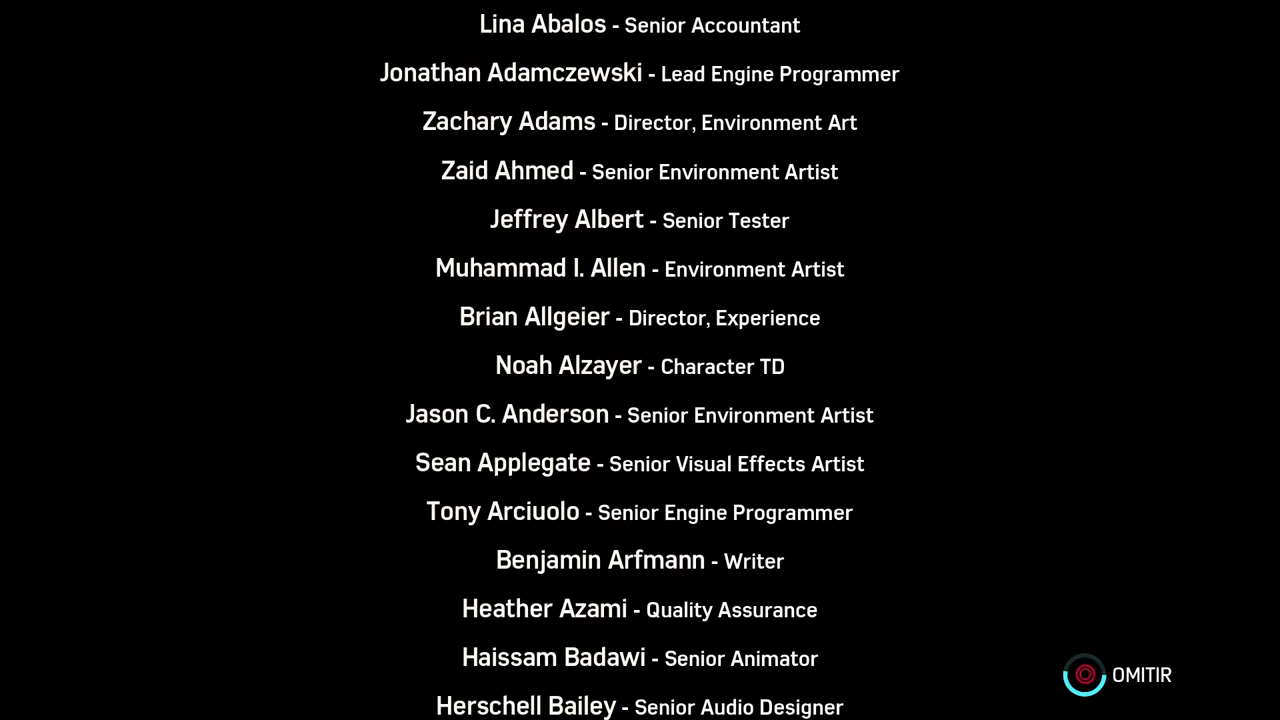 Lina Abalos - Senior Accountant
Jonathan Adamczewski - Lead Engine Programmer
Zachary Adams - Director, Environment Art
Zaid Ahmed - Senior Environment Artist
Jeffrey Albert - Senior Tester
Muhammad I. Allen - Environment Artist
Brian Allgeier - Director, Experience
Noah Alzayer - Character TD
Jason C. Anderson - Senior Environment Artist
Sean Applegate - Senior Visual Effects Artist
Tony Arciuolo - Senior Engine Programmer
Benjamin Arfmann - Writer
Heather Azami - Quality Assurance
Haissam Badawi - Senior Animator
OMITIR
Herschell Bailey - Senior Audio Designer